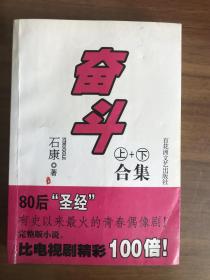 奋斗
石康
◎著
上+下
合集
百花洲文艺出版社
80后“圣经”
有史以来最火的青春偶像剧!
完整版小说,
比电视剧精彩100倍!